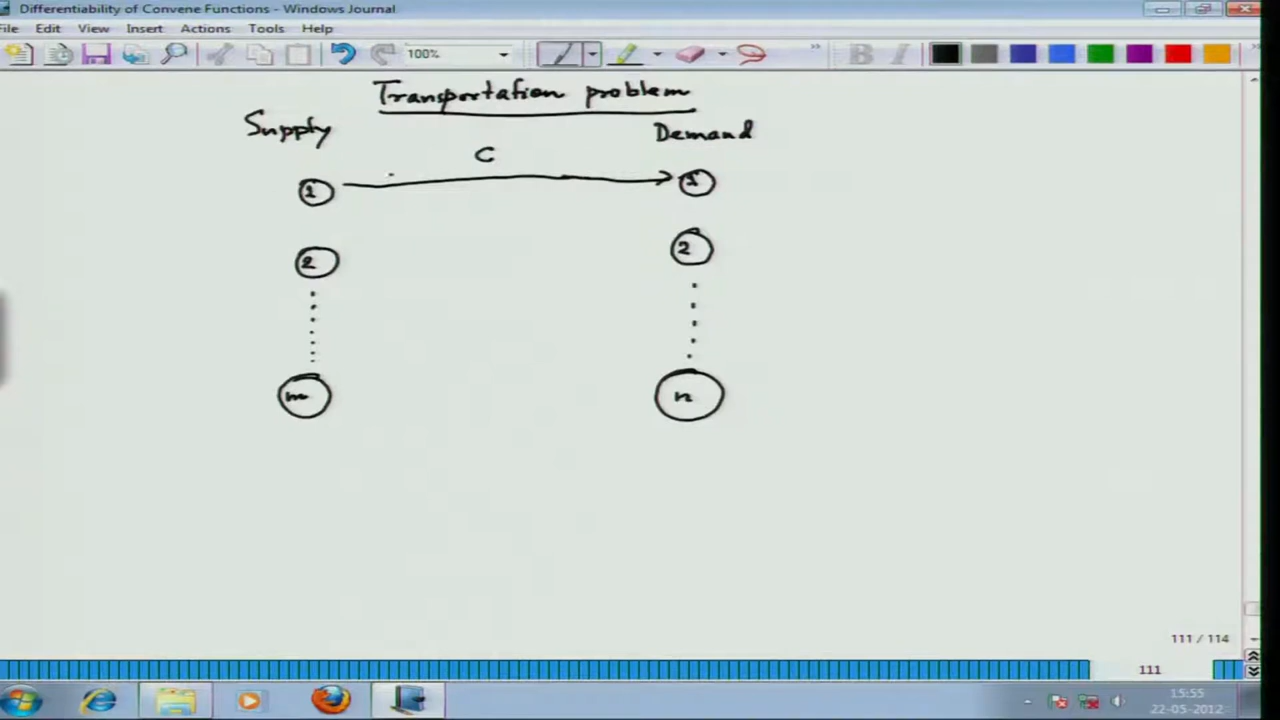 Differentiability of Convene Functions - Windows Journal
File Edit View Insert Actions Tools Help
100%
Transportation problem
Supply Demand
C
1 1
2 2
m n
111 / 114
111
15:55
22-05-2012